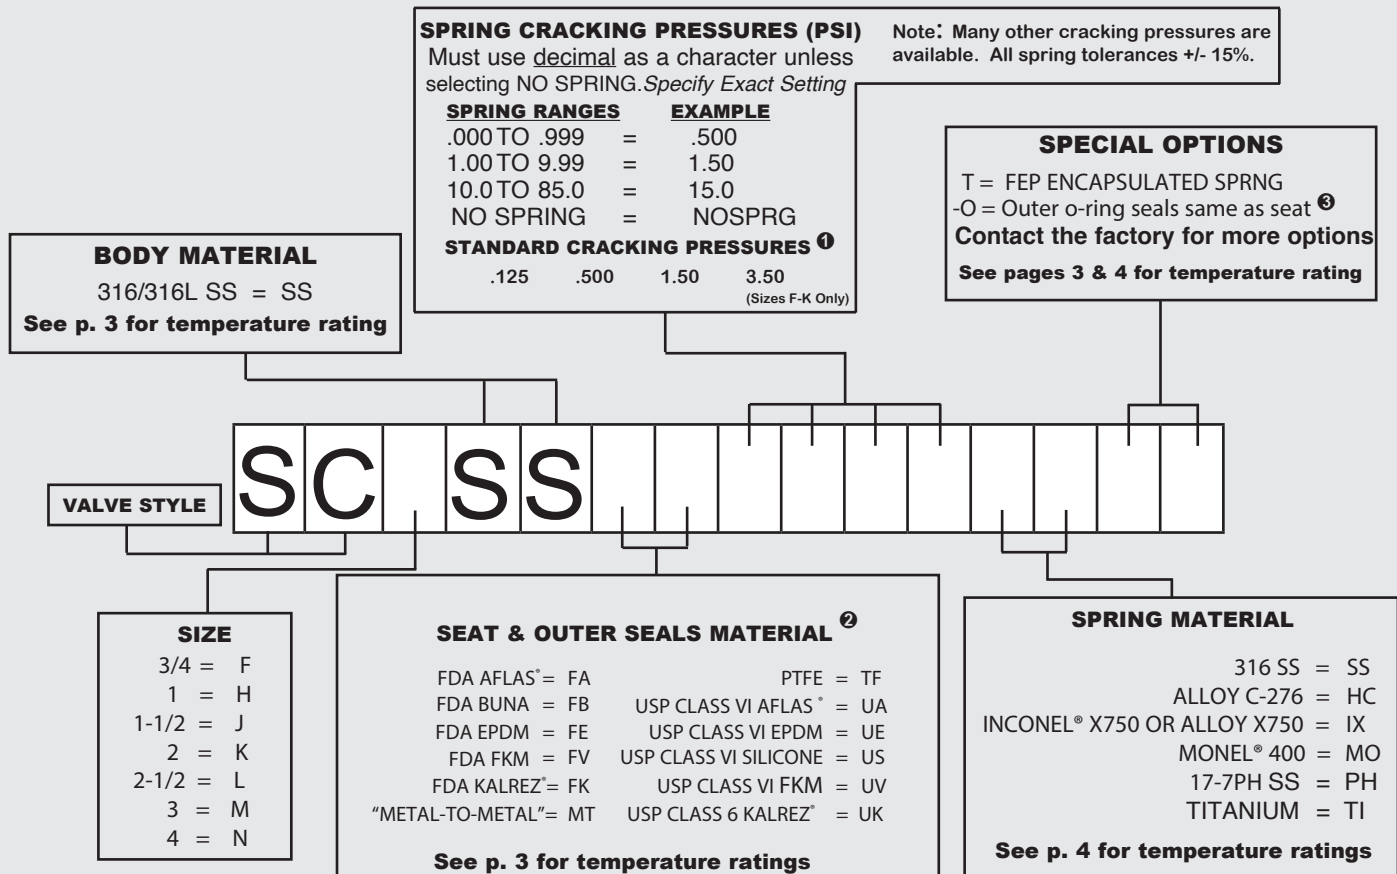 SPRING CRACKING PRESSURES (PSI)
Must use decimal as a character unless
selecting NO SPRING.Specify Exact Setting
SPRING RANGES EXAMPLE
.000 TO .999 = .500
1.00 TO 9.99 = 1.50
10.0 TO 85.0 = 15.0
NO SPRING = NOSPRG
STANDARD CRACKING PRESSURES ❶
.125 .500 1.50 3.50
(Sizes F-K Only)
Note: Many other cracking pressures are
available. All spring tolerances +/- 15%.
SPECIAL OPTIONS
T = FEP ENCAPSULATED SPRNG
-O = Outer o-ring seals same as seat ❸
Contact the factory for more options
See pages 3 & 4 for temperature rating
BODY MATERIAL
316/316L SS = SS
See p. 3 for temperature rating
VALVE STYLE
S C S S
SIZE
3/4 = F
1 = H
1-1/2 = J
2 = K
2-1/2 = L
3 = M
4 = N
SEAT & OUTER SEALS MATERIAL ❷
FDA AFLAS® = FA
FDA BUNA = FB
FDA EPDM = FE
FDA FKM = FV
FDA KALREZ® = FK
"METAL-TO-METAL"= MT
PTFE = TF
USP CLASS VI AFLAS ® = UA
USP CLASS VI EPDM = UE
USP CLASS VI SILICONE = US
USP CLASS VI FKM = UV
USP CLASS 6 KALREZ® = UK
See p. 3 for temperature ratings
SPRING MATERIAL
316 SS = SS
ALLOY C-276 = HC
INCONEL® X750 OR ALLOY X750 = IX
MONEL® 400 = MO
17-7PH SS = PH
TITANIUM = TI
See p. 4 for temperature ratings